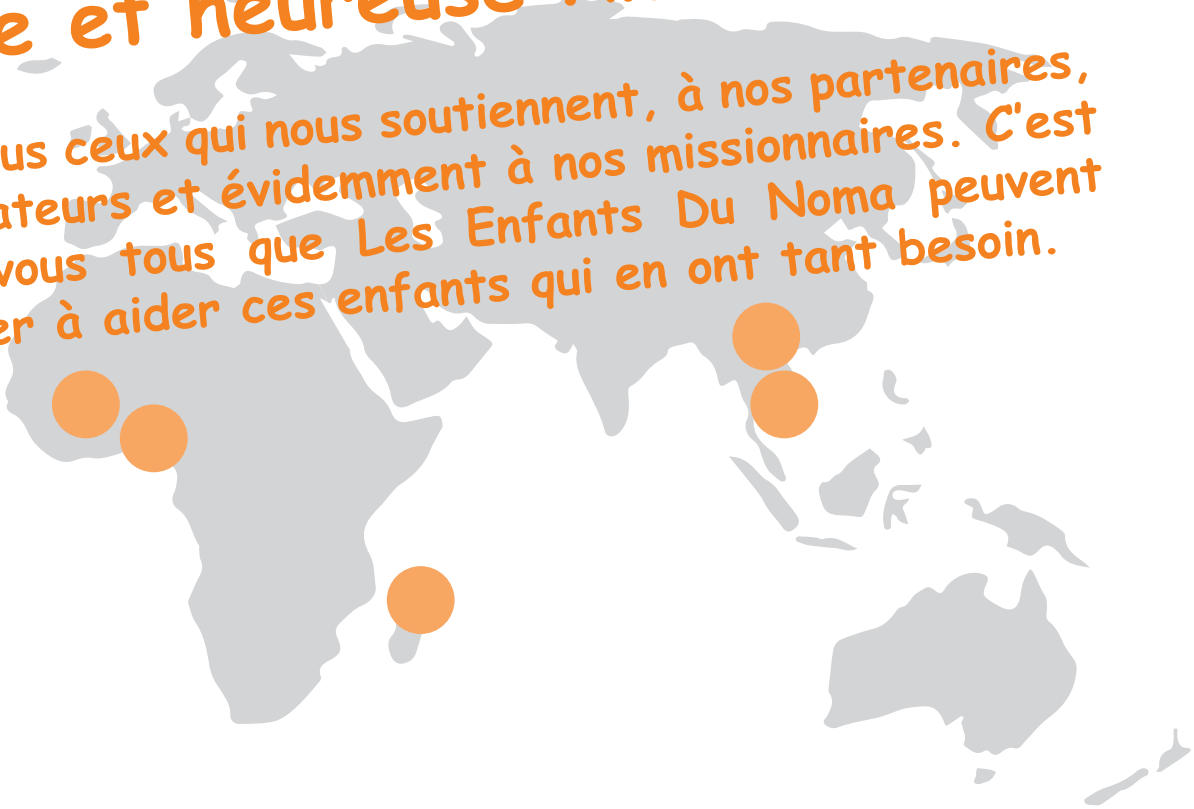 e et heureuse
us ceux qui nous soutiennent, à nos partenaires,
ateurs et évidemment à nos missionnaires. C'est
vous tous que Les Enfants Du Noma peuvent
er à aider ces enfants qui en ont tant besoin.